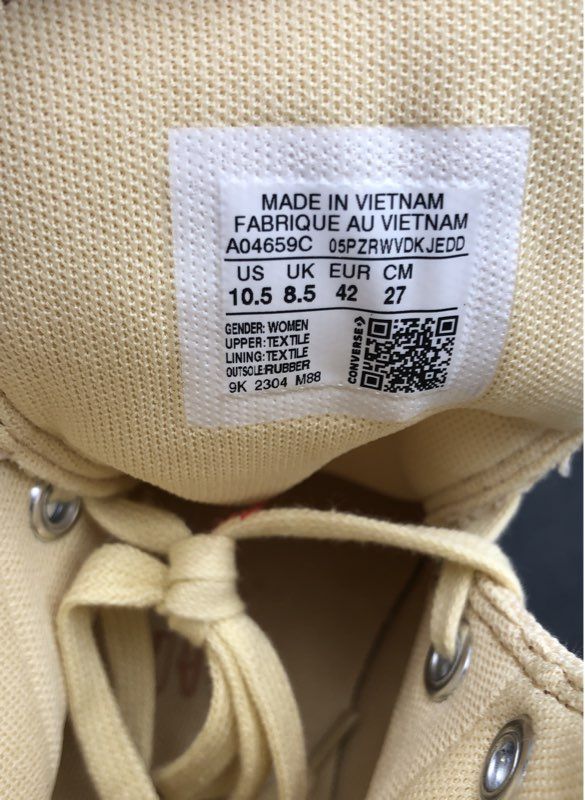 MADE IN VIETNAM
FABRIQUE AU VIETNAM
A04659C 05PZRWVDKJEDD
US UK EUR CM
10.5 8.5 42 27
GENDER: WOMEN
UPPER: TEXTILE
LINING: TEXTILE
OUTSOLE:RUBBER
9K 2304 M88
CONVERSE